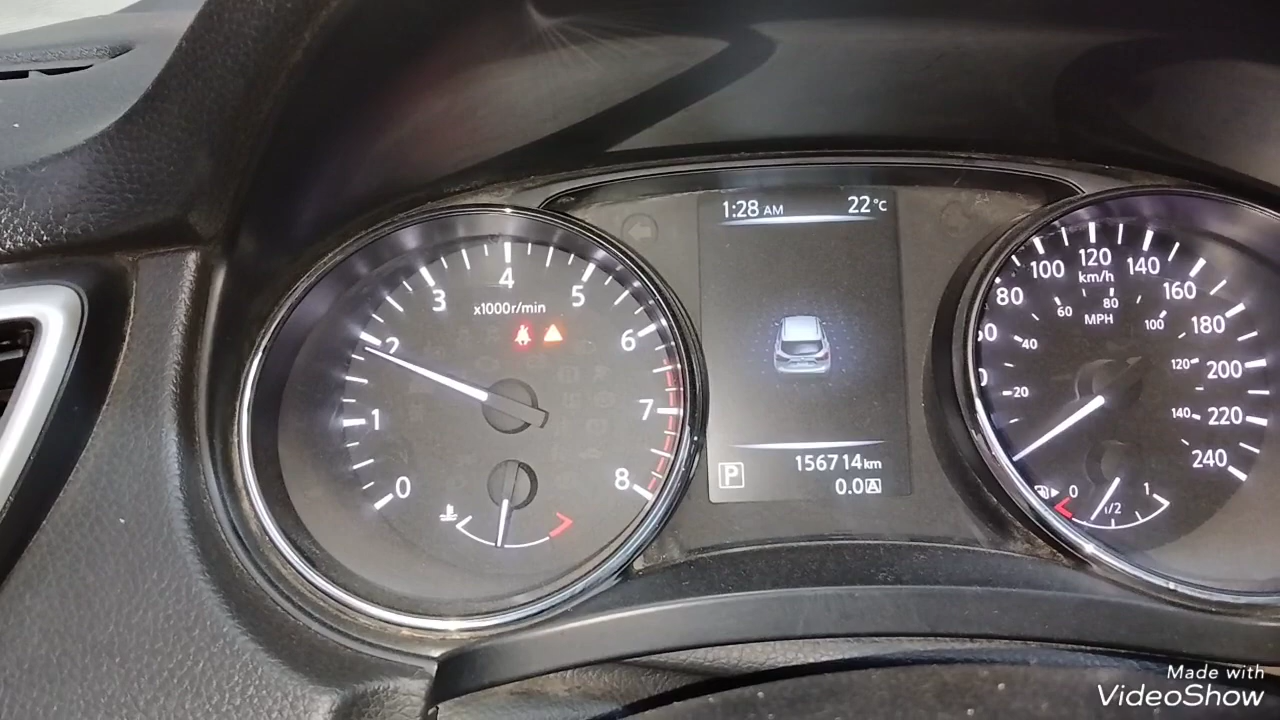 1:28 AM 22°C
0 1 2 3 4 5 6 7 8
x1000r/min
P
156714 km
0.0 A
80 100 120 140 160 180 200 220 240
km/h
20 40 60 80 100 120 140
MPH
0 1/2 1
Made with
VideoShow